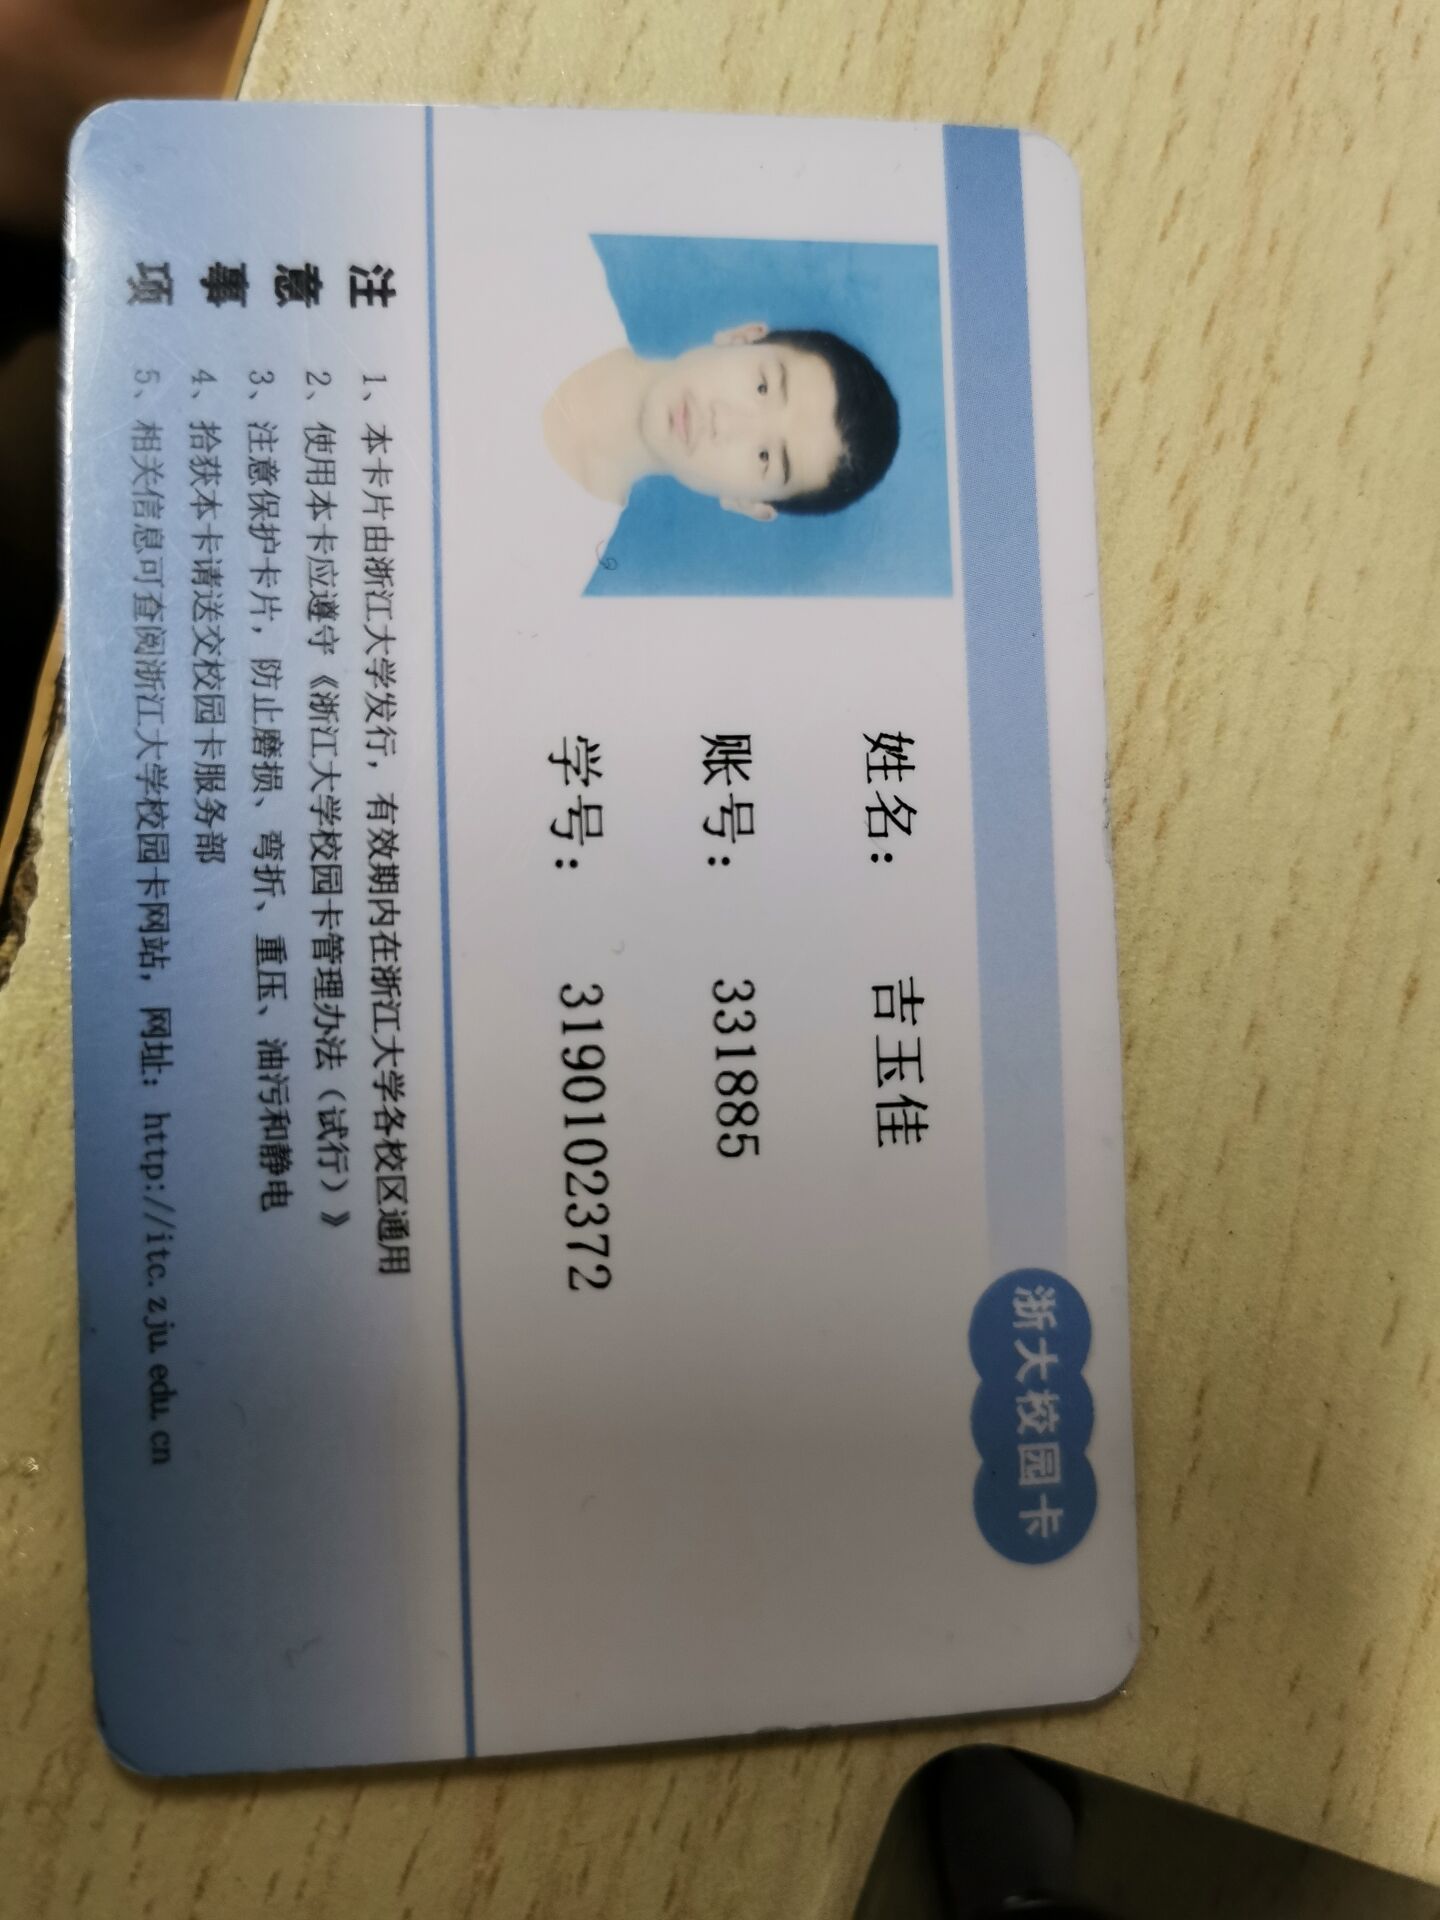 浙大校园卡
姓名： 吉玉佳
账号： 331885
学号： 3190102372
注意事项
1、本卡片由浙江大学发行，有效期内在浙江大学各校区通用
2、使用本卡应遵守《浙江大学校园卡管理办法（试行）》
3、注意保护卡片，防止磨损、弯折、重压、油污和静电
4、拾获本卡请送交校园卡服务部
5、相关信息可查阅浙江大学校园卡网站，网址：http://itc.zju.edu.cn